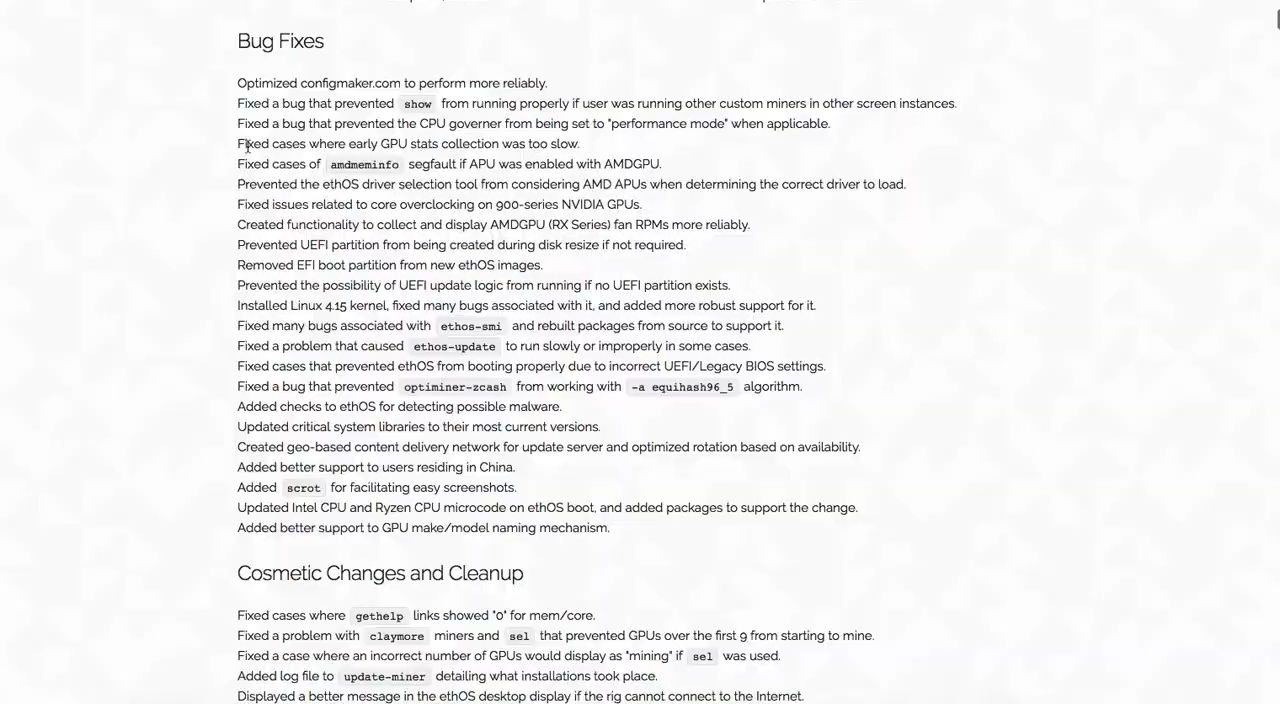 Bug Fixes
Optimized configmaker.com to perform more reliably.
Fixed a bug that prevented show from running properly if user was running other custom miners in other screen instances.
Fixed a bug that prevented the CPU governer from being set to "performance mode" when applicable.
Fixed cases where early GPU stats collection was too slow.
Fixed cases of amdmeminfo segfault if APU was enabled with AMDGPU.
Prevented the ethOS driver selection tool from considering AMD APUs when determining the correct driver to load.
Fixed issues related to core overclocking on 900-series NVIDIA GPUs.
Created functionality to collect and display AMDGPU (RX Series) fan RPMs more reliably.
Prevented UEFI partition from being created during disk resize if not required.
Removed EFI boot partition from new ethOS images.
Prevented the possibility of UEFI update logic from running if no UEFI partition exists.
Installed Linux 4.15 kernel, fixed many bugs associated with it, and added more robust support for it.
Fixed many bugs associated with ethos-smi and rebuilt packages from source to support it.
Fixed a problem that caused ethos-update to run slowly or improperly in some cases.
Fixed cases that prevented ethOS from booting properly due to incorrect UEFI/Legacy BIOS settings.
Fixed a bug that prevented optiminer-zcash from working with -a equihash96_5 algorithm.
Added checks to ethOS for detecting possible malware.
Updated critical system libraries to their most current versions.
Created geo-based content delivery network for update server and optimized rotation based on availability.
Added better support to users residing in China.
Added scrot for facilitating easy screenshots.
Updated Intel CPU and Ryzen CPU microcode on ethOS boot, and added packages to support the change.
Added better support to GPU make/model naming mechanism.
Cosmetic Changes and Cleanup
Fixed cases where gethelp links showed "0" for mem/core.
Fixed a problem with claymore miners and sel that prevented GPUs over the first 9 from starting to mine.
Fixed a case where an incorrect number of GPUs would display as "mining" if sel was used.
Added log file to update-miner detailing what installations took place.
Displayed a better message in the ethOS desktop display if the rig cannot connect to the Internet.